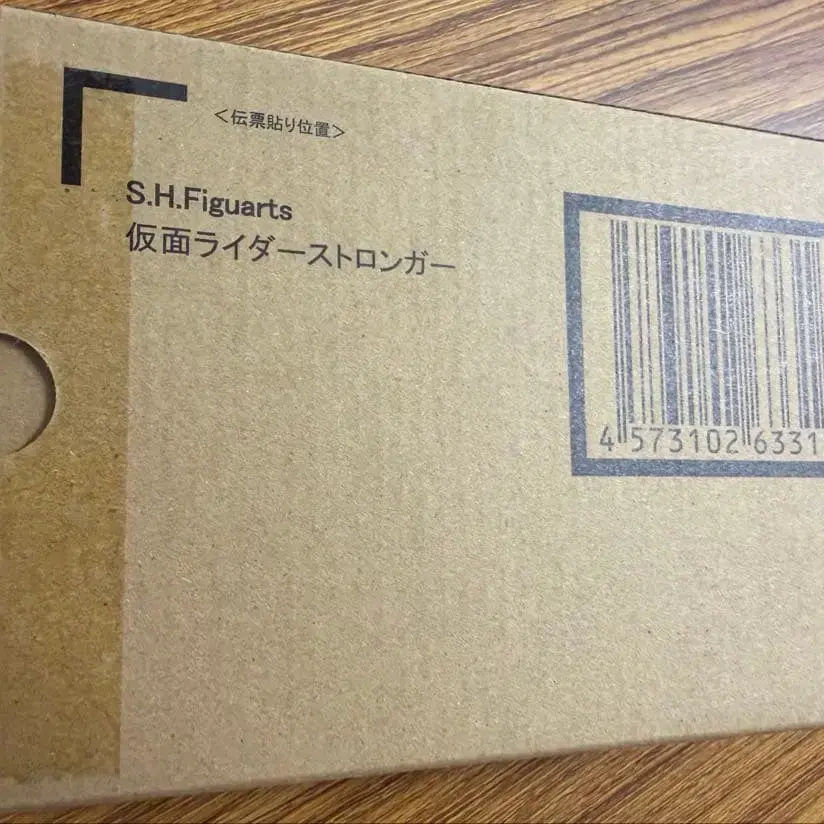 <伝票貼り位置>
S.H.Figuarts
仮面ライダーストロンガー
4 573102 6331